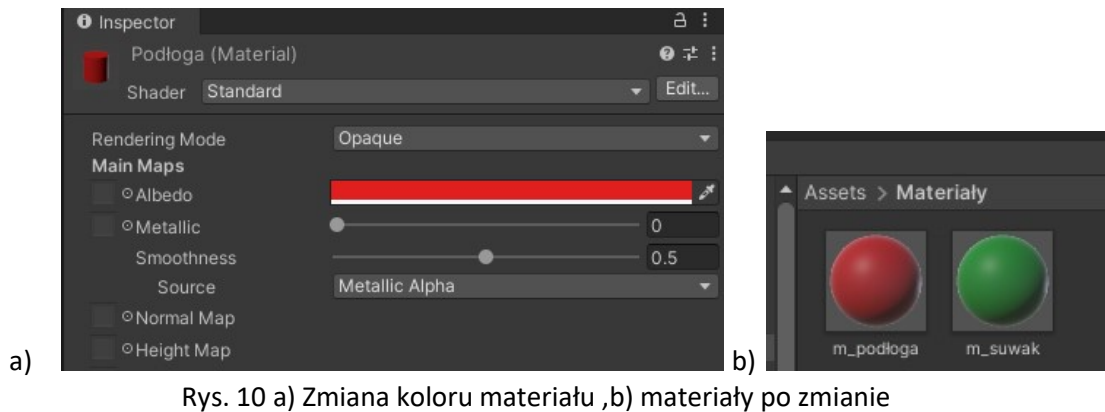 Inspector
Podłoga (Material)
Shader Standard Edit...
Rendering Mode Opaque
Main Maps
Albedo
Metallic 0
Smoothness 0.5
Source Metallic Alpha
Normal Map
Height Map
a)
Assets > Materiały
m_podłoga m_suwak
b)
Rys. 10 a) Zmiana koloru materiału ,b) materiały po zmianie